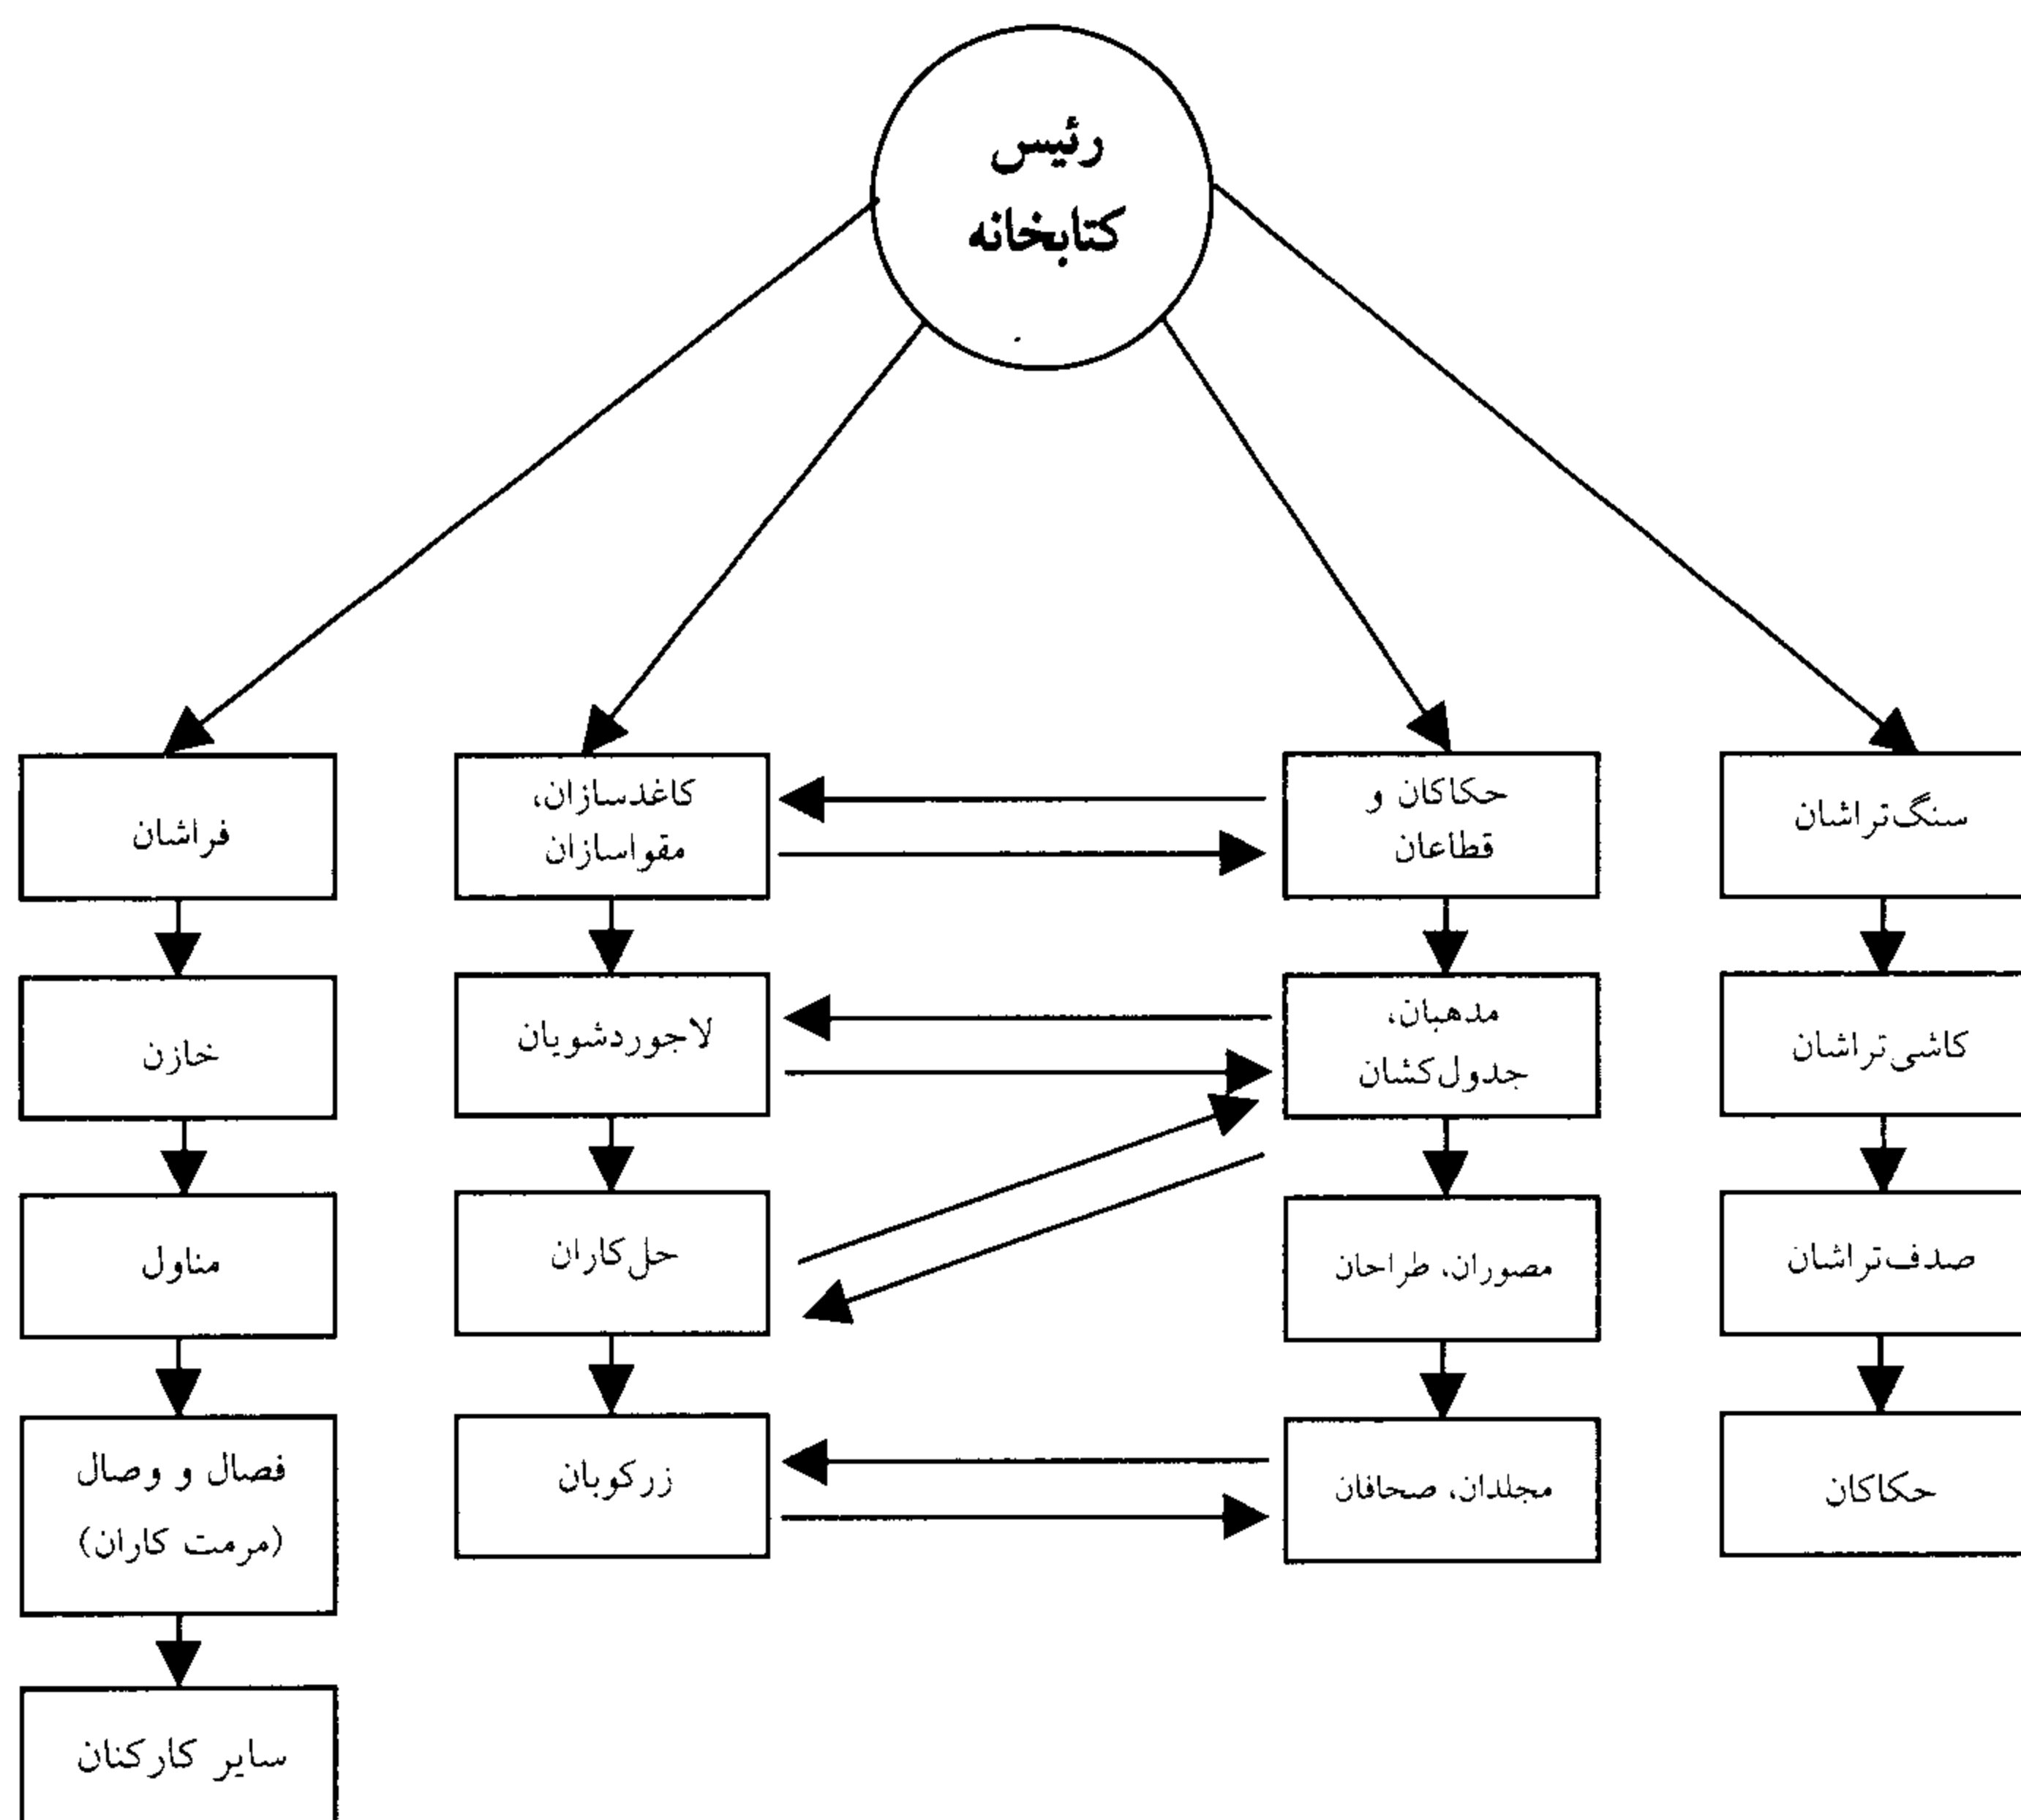 رئیس
کتابخانه
سنگ‌تراشان
حکاکان و
قطاعان
کاغذسازان،
مقواسازان
فراشان
کاشی‌تراشان
مدهبان،
جدول‌کشان
لاجوردشویان
خازن
صدف‌تراشان
مصوران، طراحان
حل‌کاران
مناول
حکاکان
مجلدان، صحافان
زرکوبان
فصال و وصال
(مرمت کاران)
سایر کارکنان